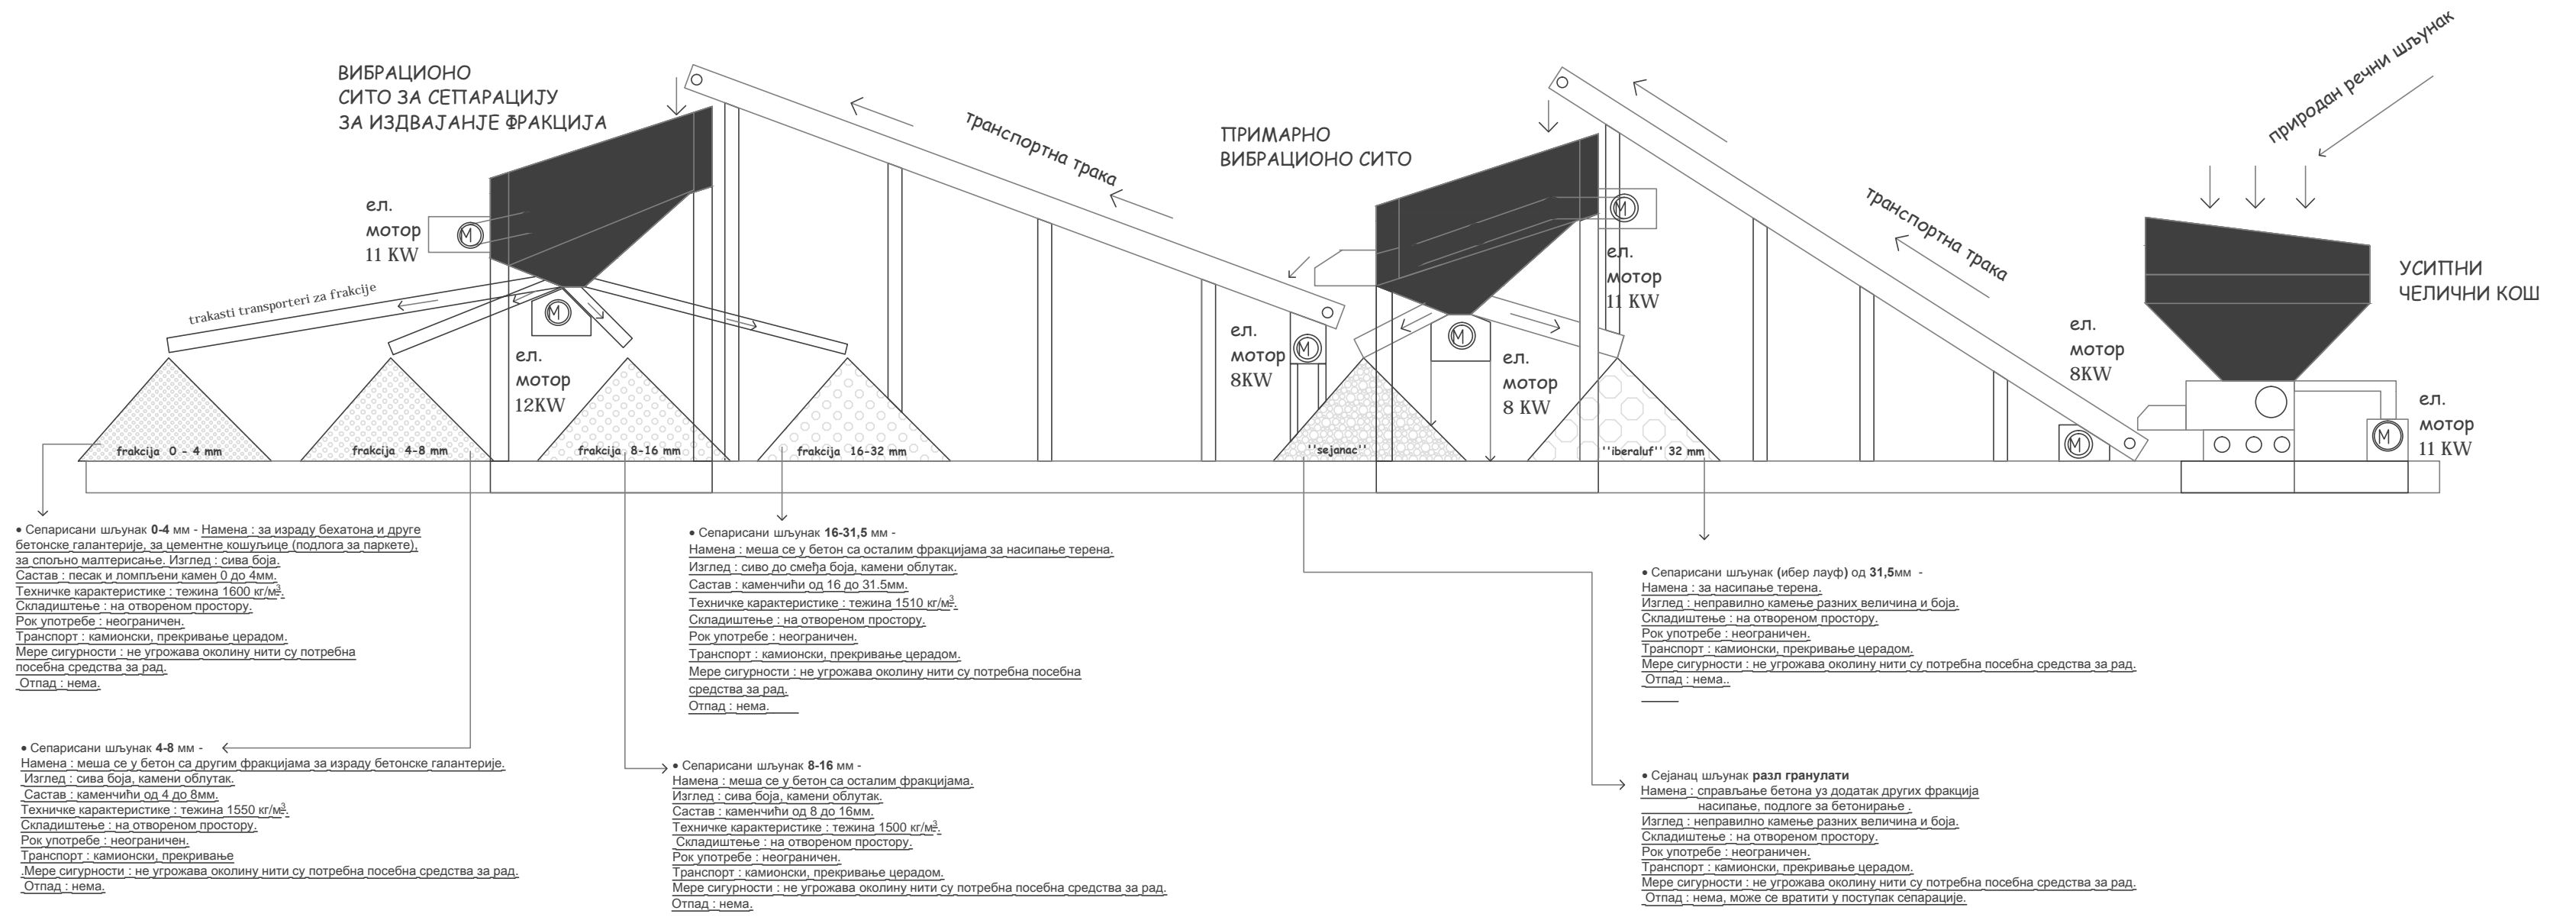 ВИБРАЦИОНО
СИТО ЗА СЕПАРАЦИЈУ
ЗА ИЗДВАЈАЊЕ ФРАКЦИЈА
ел.
мотор
11 KW
trakasti transporteri za frakcije
M
M
ел.
мотор
12KW
транспортна трака
ПРИМАРНО
ВИБРАЦИОНО СИТО
M
ел.
мотор
11 KW
ел.
мотор
8KW
M
M
ел.
мотор
8 KW
транспортна трака
природан речни шљунак
УСИПНИ
ЧЕЛИЧНИ КОШ
ел.
мотор
8KW
M
M
ел.
мотор
11 KW
frakcija 0 - 4 mm
frakcija 4-8 mm
frakcija 8-16 mm
frakcija 16-32 mm
''sejanac''
''iberaluf'' 32 mm
• Сепарисани шљунак 0-4 мм - Намена : за израду бехатона и друге
бетонске галантерије, за цементне кошуљице (подлога за паркете),
за спољно малтерисање. Изглед : сива боја.
Састав : песак и ломпљени камен 0 до 4мм.
Техничке карактеристике : тежина 1600 кг/м³.
Складиштење : на отвореном простору.
Рок употребе : неограничен.
Транспорт : камионски, прекривање церадом.
Мере сигурности : не угрожава околину нити су потребна
посебна средства за рад.
Отпад : нема.
• Сепарисани шљунак 4-8 мм -
Намена : меша се у бетон са другим фракцијама за израду бетонске галантерије.
Изглед : сива боја, камени облутак.
Састав : каменчићи од 4 до 8мм.
Техничке карактеристике : тежина 1550 кг/м³.
Складиштење : на отвореном простору.
Рок употребе : неограничен.
Транспорт : камионски, прекривање
.Мере сигурности : не угрожава околину нити су потребна посебна средства за рад.
Отпад : нема.
• Сепарисани шљунак 16-31,5 мм -
Намена : меша се у бетон са осталим фракцијама за насипање терена.
Изглед : сиво до смеђа боја, камени облутак.
Састав : каменчићи од 16 до 31.5мм.
Техничке карактеристике : тежина 1510 кг/м³.
Складиштење : на отвореном простору.
Рок употребе : неограничен.
Транспорт : камионски, прекривање церадом.
Мере сигурности : не угрожава околину нити су потребна посебна
средства за рад.
Отпад : нема.
• Сепарисани шљунак 8-16 мм -
Намена : меша се у бетон са осталим фракцијама.
Изглед : сива боја, камени облутак.
Састав : каменчићи од 8 до 16мм.
Техничке карактеристике : тежина 1500 кг/м³.
Складиштење : на отвореном простору.
Рок употребе : неограничен.
Транспорт : камионски, прекривање церадом.
Мере сигурности : не угрожава околину нити су потребна посебна средства за рад.
Отпад : нема.
• Сепарисани шљунак (ибер лауф) од 31,5мм -
Намена : за насипање терена.
Изглед : неправилно камење разних величина и боја.
Складиштење : на отвореном простору.
Рок употребе : неограничен.
Транспорт : камионски, прекривање церадом.
Мере сигурности : не угрожава околину нити су потребна посебна средства за рад.
Отпад : нема..
• Сејанац шљунак разл гранулати
Намена : справљање бетона уз додатак других фракција
насипање, подлоге за бетонирање .
Изглед : неправилно камење разних величина и боја.
Складиштење : на отвореном простору.
Рок употребе : неограничен.
Транспорт : камионски, прекривање церадом.
Мере сигурности : не угрожава околину нити су потребна посебна средства за рад.
Отпад : нема, може се вратити у поступак сепарације.